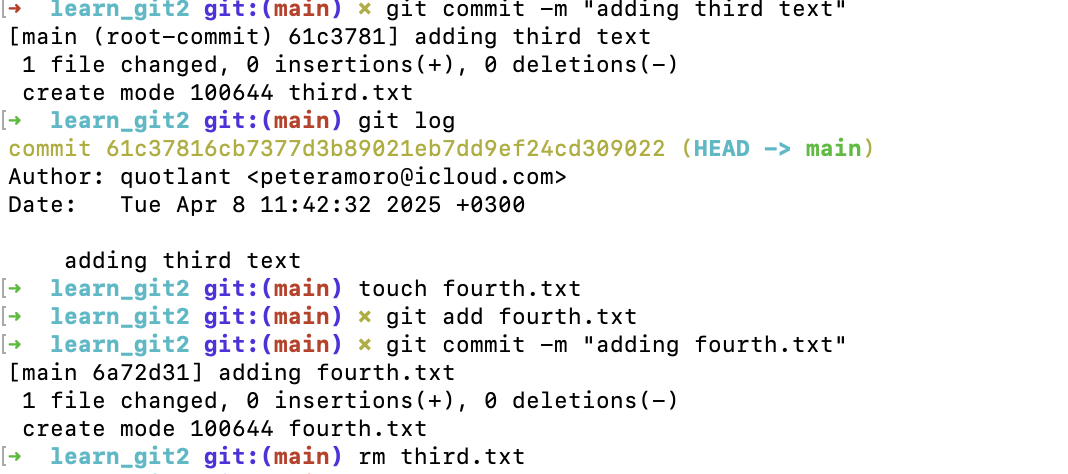 [➜  learn_git2 git:(main) ✗ git commit -m "adding third text"
[main (root-commit) 61c3781] adding third text
 1 file changed, 0 insertions(+), 0 deletions(-)
 create mode 100644 third.txt
[➜  learn_git2 git:(main) git log
commit 61c37816cb7377d3b89021eb7dd9ef24cd309022 (HEAD -> main)
Author: quotlant <peteramoro@icloud.com>
Date:   Tue Apr 8 11:42:32 2025 +0300

    adding third text
[➜  learn_git2 git:(main) touch fourth.txt
[➜  learn_git2 git:(main) ✗ git add fourth.txt
[➜  learn_git2 git:(main) ✗ git commit -m "adding fourth.txt"
[main 6a72d31] adding fourth.txt
 1 file changed, 0 insertions(+), 0 deletions(-)
 create mode 100644 fourth.txt
[➜  learn_git2 git:(main) rm third.txt